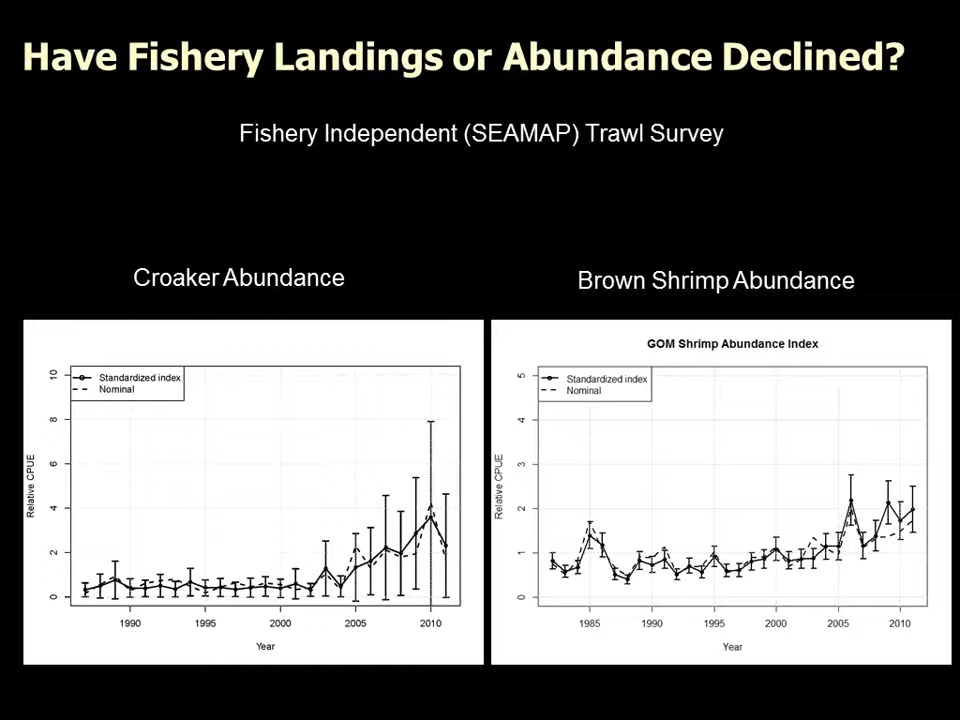 Have Fishery Landings or Abundance Declined?
Fishery Independent (SEAMAP) Trawl Survey
Croaker Abundance
Brown Shrimp Abundance
Standardized index
Nominal
Relative CPUE
0
2
4
6
8
10
1990
1995
2000
2005
2010
Year
GOM Shrimp Abundance Index
Standardized index
Nominal
Relative CPUE
0
1
2
3
4
5
1985
1990
1995
2000
2005
2010
Year